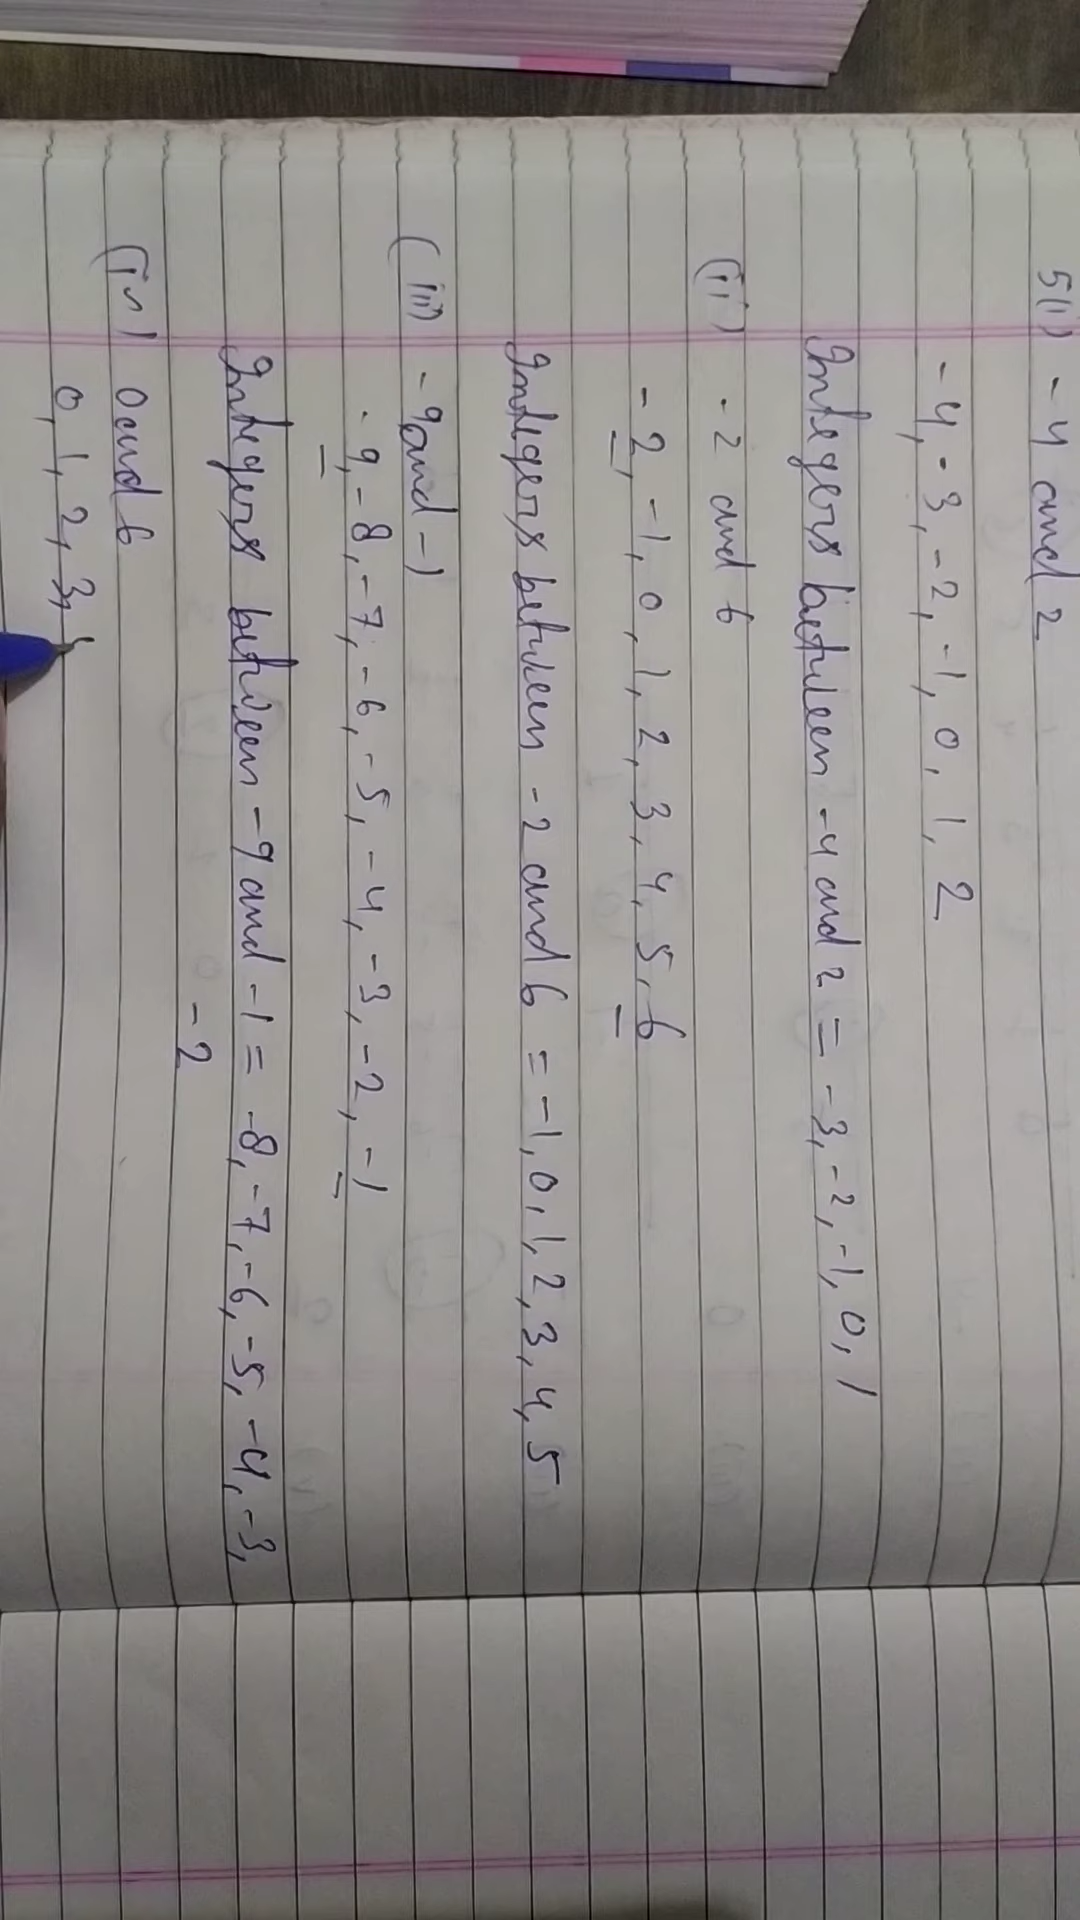 5(i) -4 and 2
-4, -3, -2, -1, 0, 1, 2
Integers between -4 and 2 = -3, -2, -1, 0, 1
(ii) -2 and 6
-2, -1, 0, 1, 2, 3, 4, 5, 6
Integers between -2 and 6 = -1, 0, 1, 2, 3, 4, 5
(iii) -9 and -1
-9, -8, -7, -6, -5, -4, -3, -2, -1
Integers between -9 and -1 = -8, -7, -6, -5, -4, -3,
-2
(iv) 0 and 6
0, 1, 2, 3,